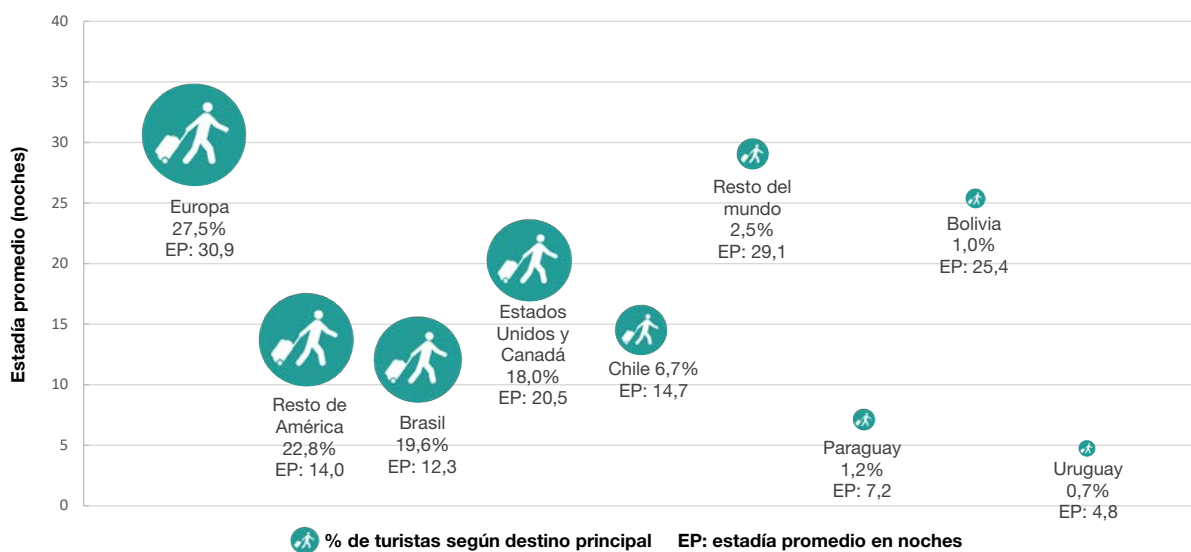 Estadía promedio (noches)
40
35
30
25
20
15
10
5
0
Europa
27,5%
EP: 30,9
Resto de
América
22,8%
EP: 14,0
Brasil
19,6%
EP: 12,3
Estados
Unidos y
Canadá
18,0%
EP: 20,5
Chile 6,7%
EP: 14,7
Resto del
mundo
2,5%
EP: 29,1
Paraguay
1,2%
EP: 7,2
Bolivia
1,0%
EP: 25,4
Uruguay
0,7%
EP: 4,8
% de turistas según destino principal EP: estadía promedio en noches